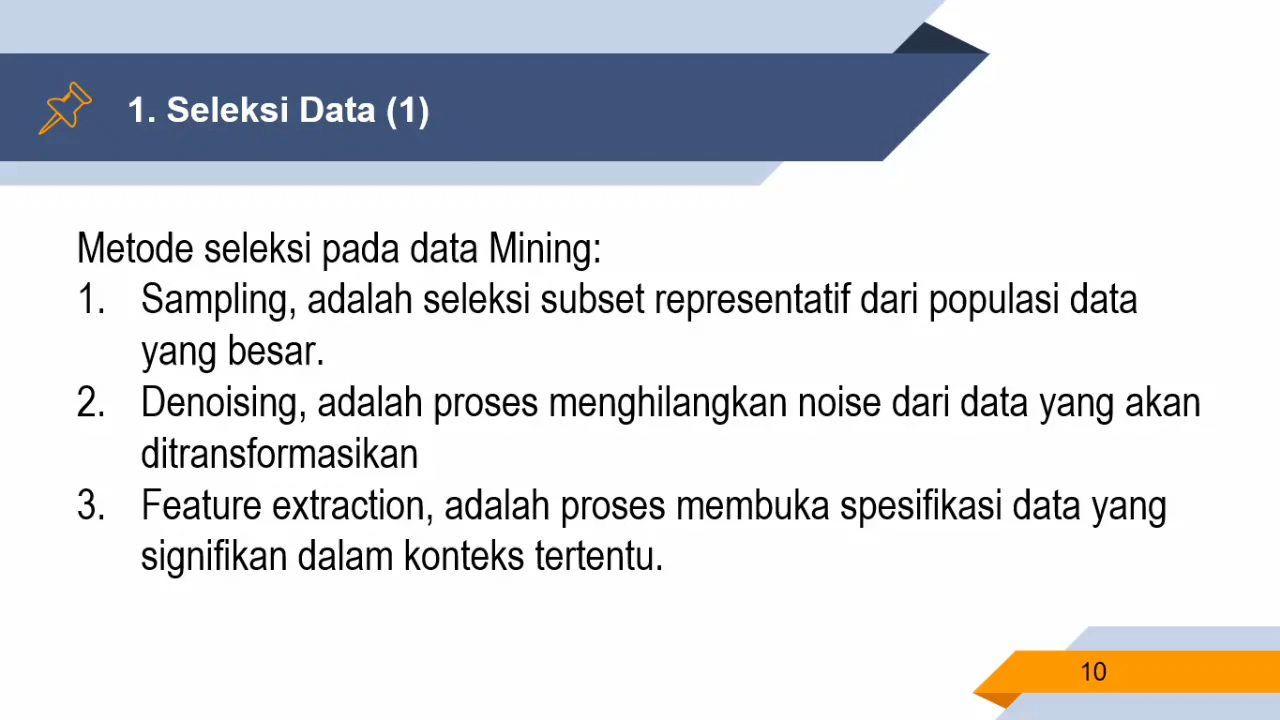 1. Seleksi Data (1)
Metode seleksi pada data Mining:
1. Sampling, adalah seleksi subset representatif dari populasi data
yang besar.
2. Denoising, adalah proses menghilangkan noise dari data yang akan
ditransformasikan
3. Feature extraction, adalah proses membuka spesifikasi data yang
signifikan dalam konteks tertentu.
10